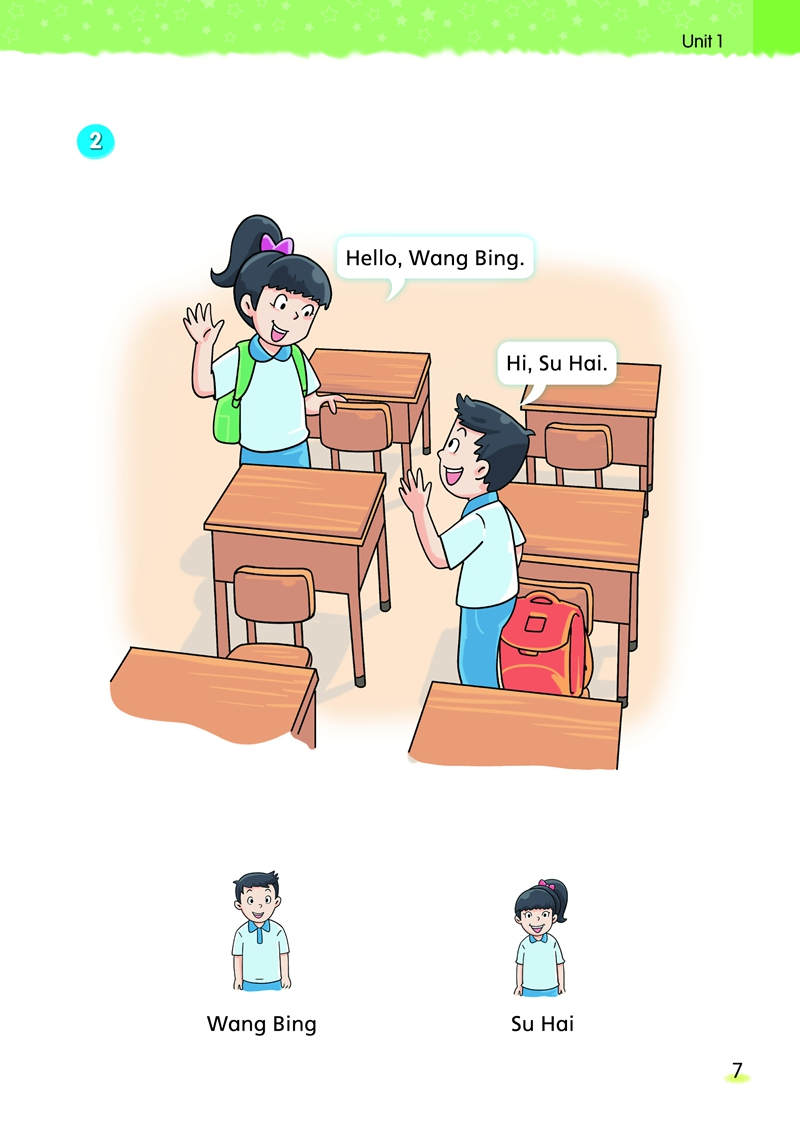 Unit 1
2
Hello, Wang Bing.
Hi, Su Hai.
Wang Bing
Su Hai
7